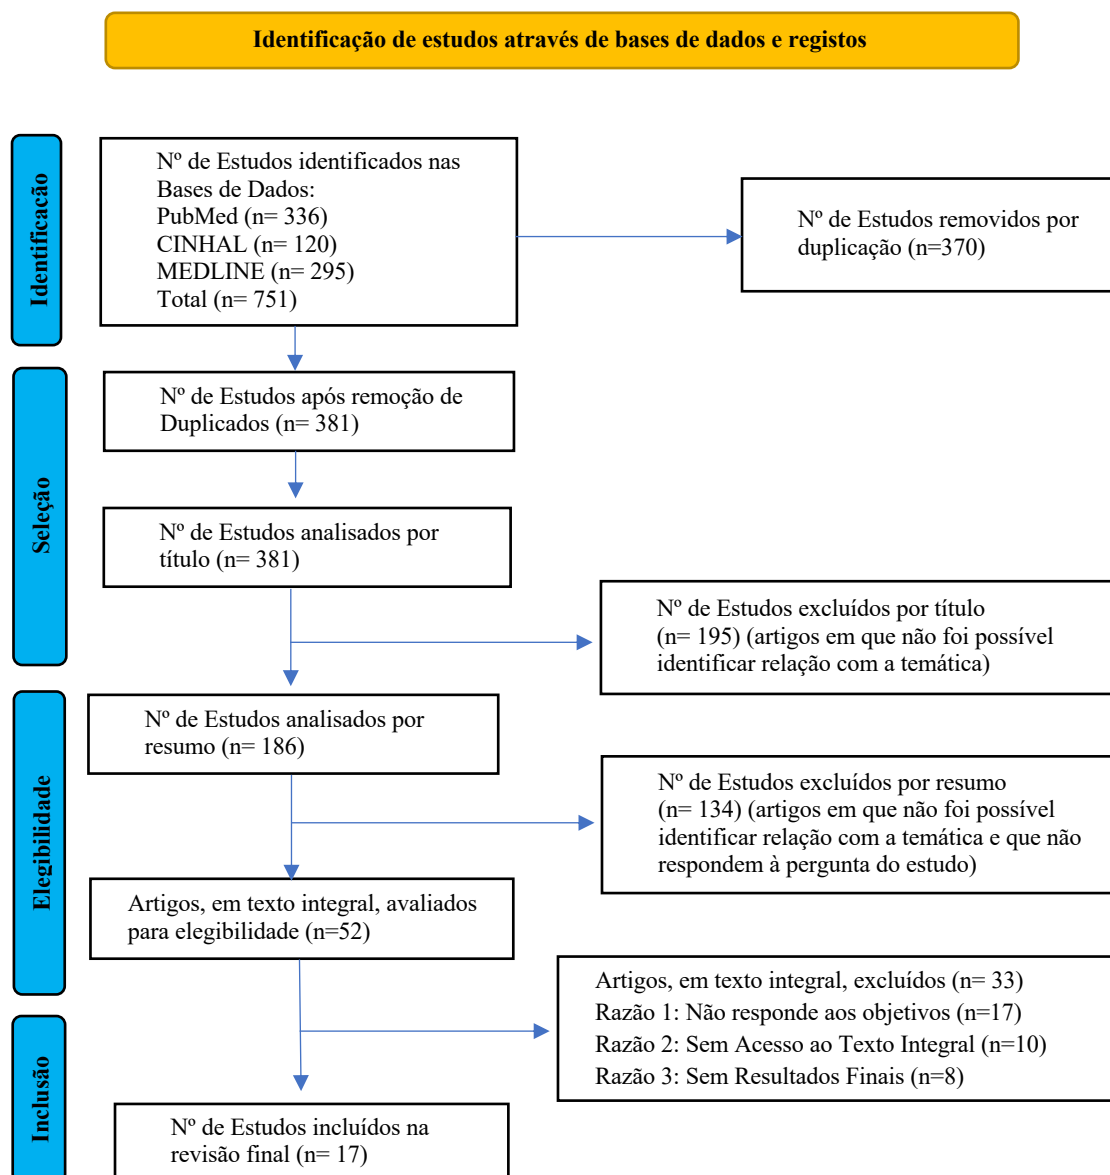 Identificação de estudos através de bases de dados e registos
Identificação
Nº de Estudos identificados nas
Bases de Dados:
PubMed (n= 336)
CINHAL (n= 120)
MEDLINE (n= 295)
Total (n= 751)
Nº de Estudos removidos por
duplicação (n=370)
Seleção
Nº de Estudos após remoção de
Duplicados (n= 381)
Nº de Estudos analisados por
título (n= 381)
Nº de Estudos excluídos por título
(n= 195) (artigos em que não foi possível
identificar relação com a temática)
Elegibilidade
Nº de Estudos analisados por
resumo (n= 186)
Nº de Estudos excluídos por resumo
(n= 134) (artigos em que não foi possível
identificar relação com a temática e que não
respondem à pergunta do estudo)
Artigos, em texto integral, avaliados
para elegibilidade (n=52)
Artigos, em texto integral, excluídos (n= 33)
Razão 1: Não responde aos objetivos (n=17)
Razão 2: Sem Acesso ao Texto Integral (n=10)
Razão 3: Sem Resultados Finais (n=8)
Inclusão
Nº de Estudos incluídos na
revisão final (n= 17)